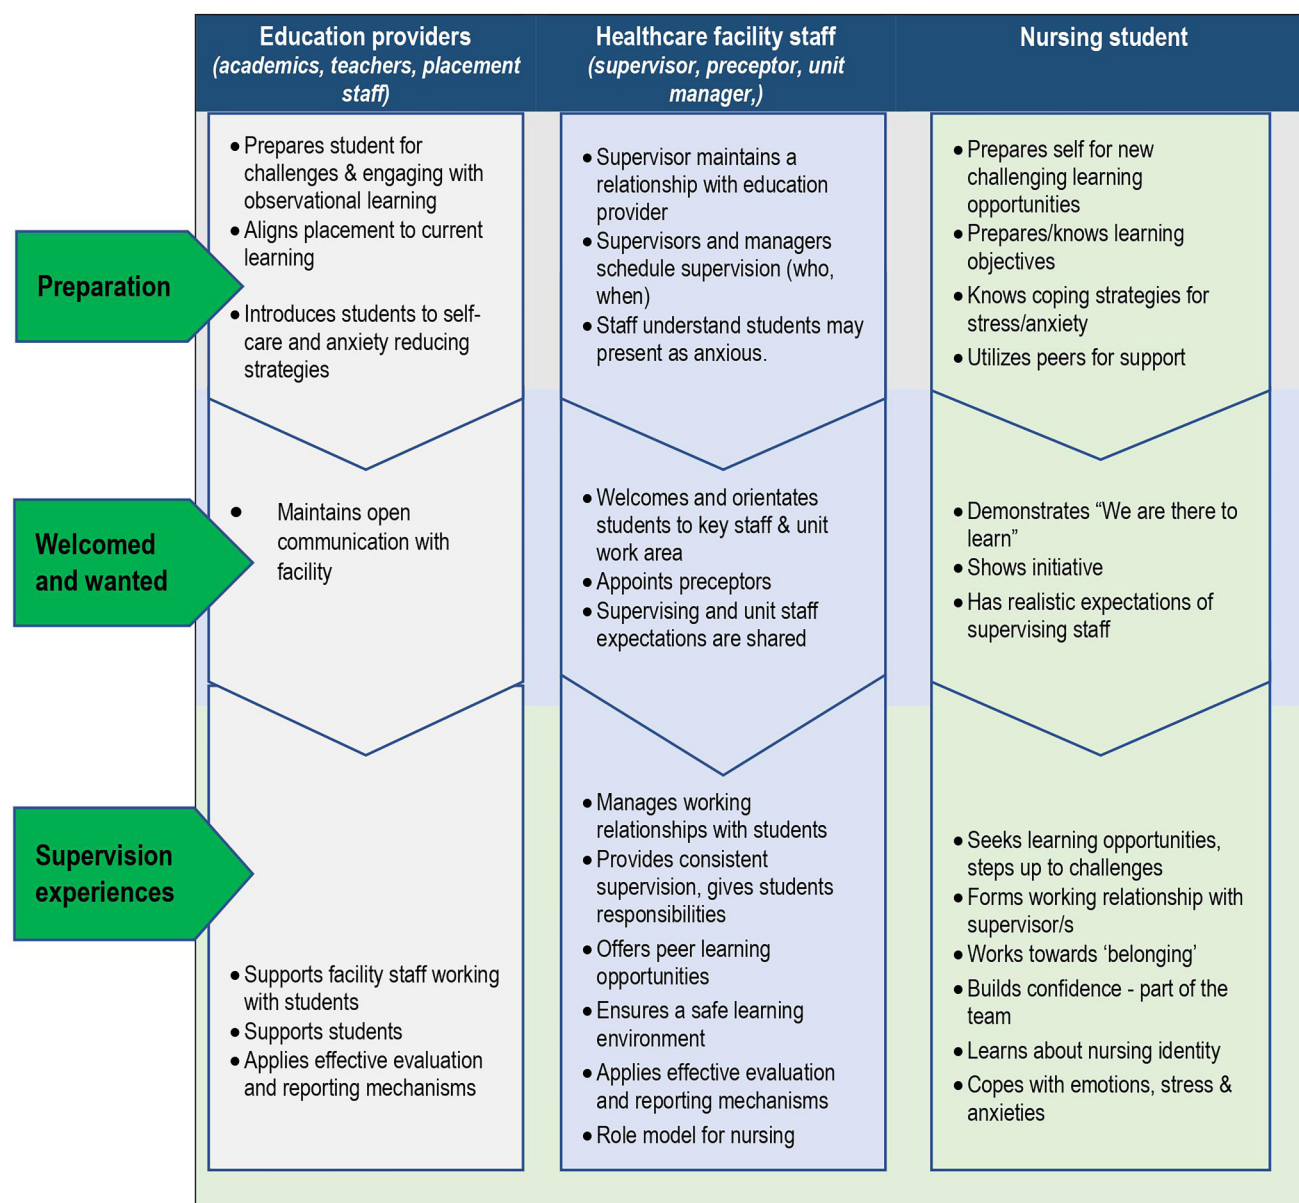 Education providers
(academics, teachers, placement
staff)
Healthcare facility staff
(supervisor, preceptor, unit
manager,)
Nursing student
Preparation
• Prepares student for
challenges & engaging with
observational learning
• Aligns placement to current
learning
• Introduces students to self-
care and anxiety reducing
strategies
• Supervisor maintains a
relationship with education
provider
• Supervisors and managers
schedule supervision (who,
when)
• Staff understand students may
present as anxious.
• Prepares self for new
challenging learning
opportunities
• Prepares/knows learning
objectives
• Knows coping strategies for
stress/anxiety
• Utilizes peers for support
Welcomed
and wanted
• Maintains open
communication with
facility
• Welcomes and orientates
students to key staff & unit
work area
• Appoints preceptors
• Supervising and unit staff
expectations are shared
• Demonstrates “We are there to
learn”
• Shows initiative
• Has realistic expectations of
supervising staff
Supervision
experiences
• Supports facility staff working
with students
• Supports students
• Applies effective evaluation
and reporting mechanisms
• Manages working
relationships with students
• Provides consistent
supervision, gives students
responsibilities
• Offers peer learning
opportunities
• Ensures a safe learning
environment
• Applies effective evaluation
and reporting mechanisms
• Role model for nursing
• Seeks learning opportunities,
steps up to challenges
• Forms working relationship with
supervisor/s
• Works towards ‘belonging’
• Builds confidence - part of the
team
• Learns about nursing identity
• Copes with emotions, stress &
anxieties